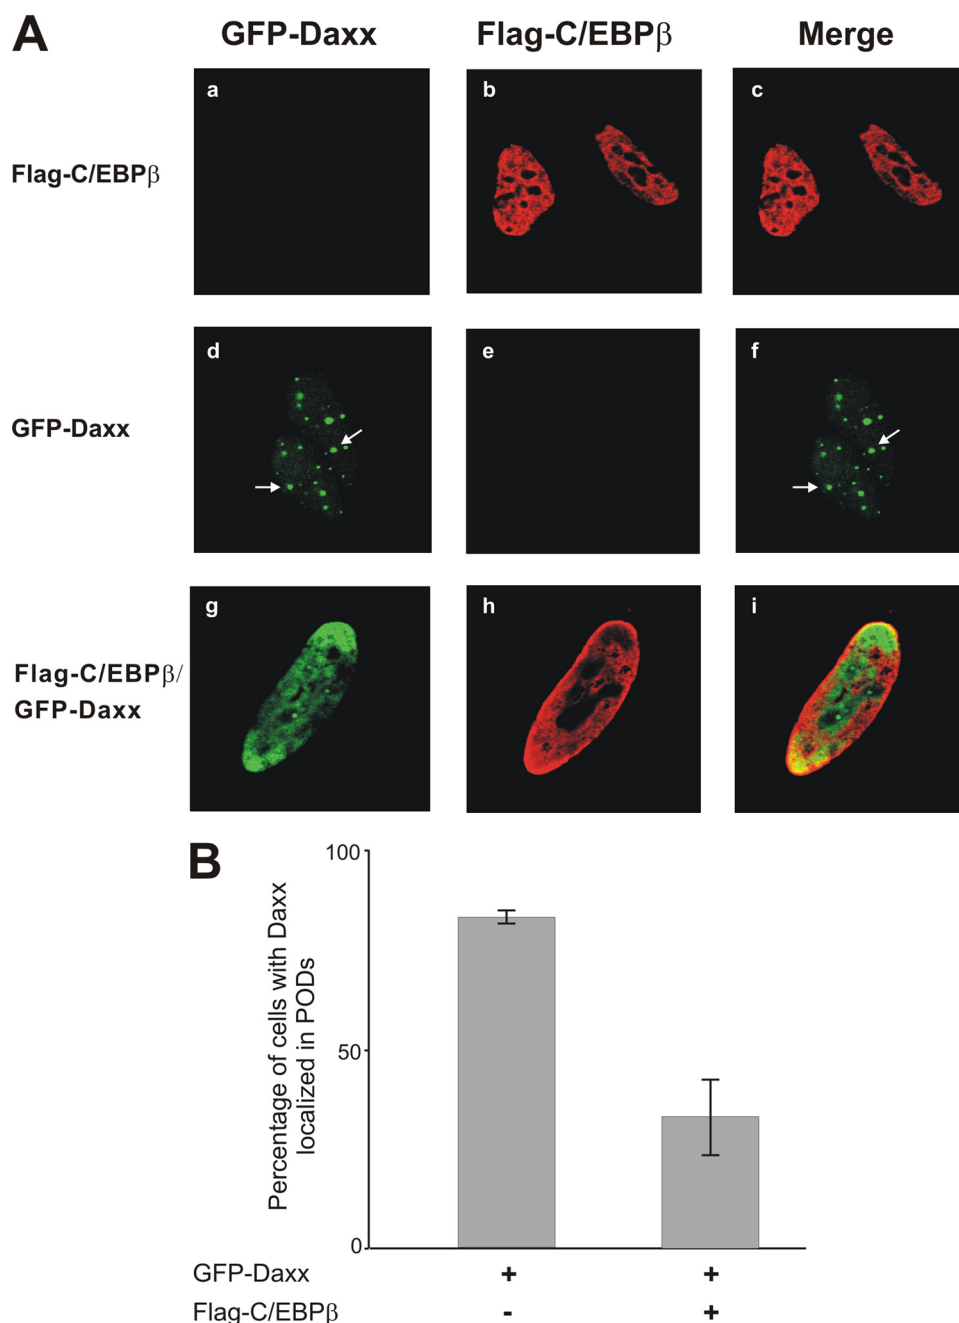 A
GFP-Daxx Flag-C/EBPβ Merge
Flag-C/EBPβ
a b c
GFP-Daxx
d e f
Flag-C/EBPβ/
GFP-Daxx
g h i
B
Percentage of cells with Daxx
localized in PODs
100
50
0
GFP-Daxx + +
Flag-C/EBPβ - +